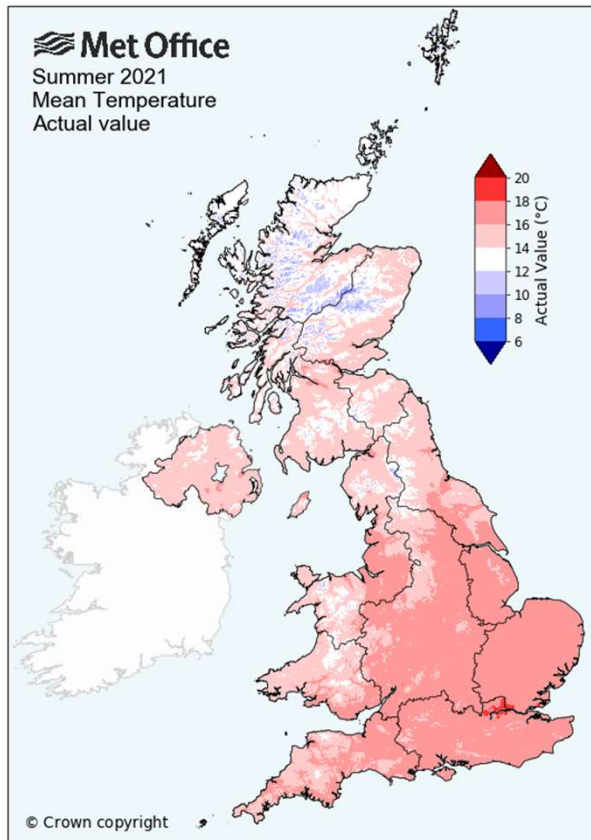 Met Office
Summer 2021
Mean Temperature
Actual value
20
18
16
14
12
10
8
6
Actual Value (°C)
© Crown copyright